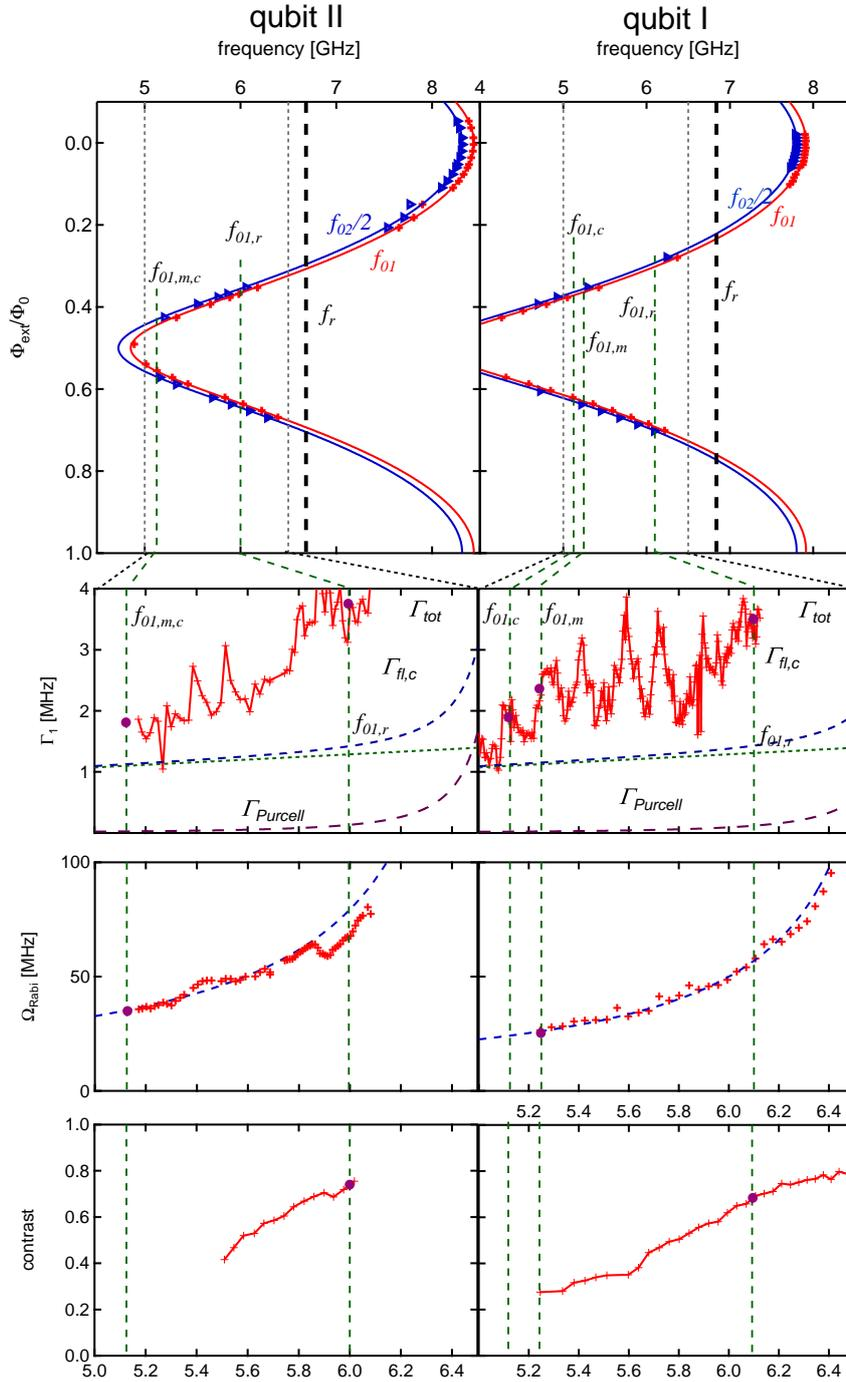 qubit II qubit I
frequency [GHz] frequency [GHz]
5 6 7 8 4 5 6 7 8
0.0
0.2
0.4
0.6
0.8
1.0
Φext/Φ0
f02/2
f01
f01,r
f01,m,c
fr
f02/2
f01
f01,c
f01,r
f01,m
fr
4
3
2
1
Γ1 [MHz]
f01,m,c
Γtot
Γfl,c
f01,r
ΓPurcell
f01,c f01,m
Γtot
Γfl,c
f01,r
ΓPurcell
100
50
0
ΩRabi [MHz]
5.2 5.4 5.6 5.8 6.0 6.2 6.4
1.0
0.8
0.6
0.4
0.2
0.0
contrast
5.0 5.2 5.4 5.6 5.8 6.0 6.2 6.4 5.2 5.4 5.6 5.8 6.0 6.2 6.4